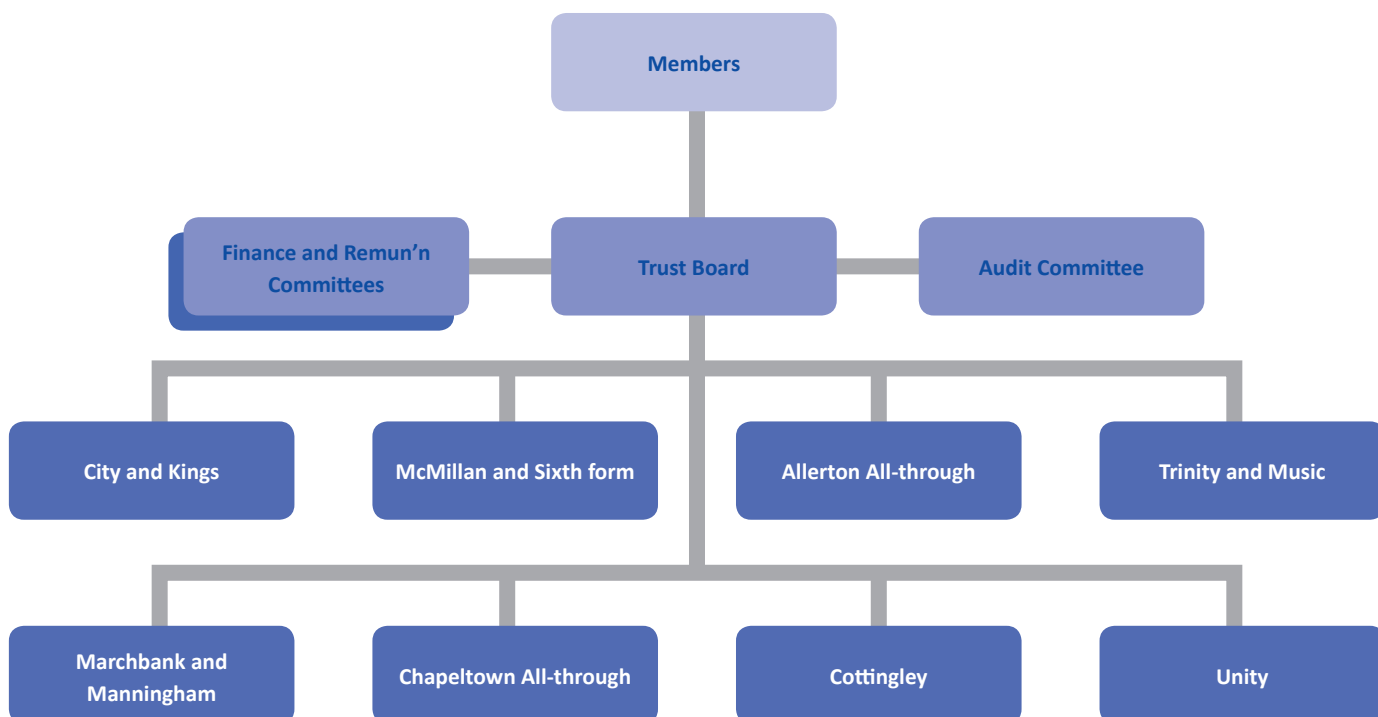 Members
Finance and Remun’n
Committees
Trust Board
Audit Committee
City and Kings
McMillan and Sixth form
Allerton All-through
Trinity and Music
Marchbank and
Manningham
Chapeltown All-through
Cottingley
Unity